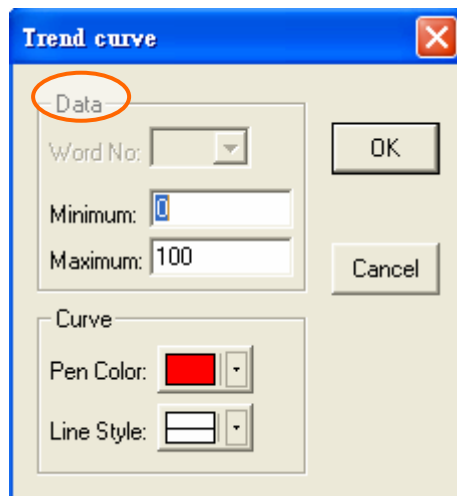 Trend curve
Data
Word No:
OK
Minimum: 0
Maximum: 100
Cancel
Curve
Pen Color:
Line Style: